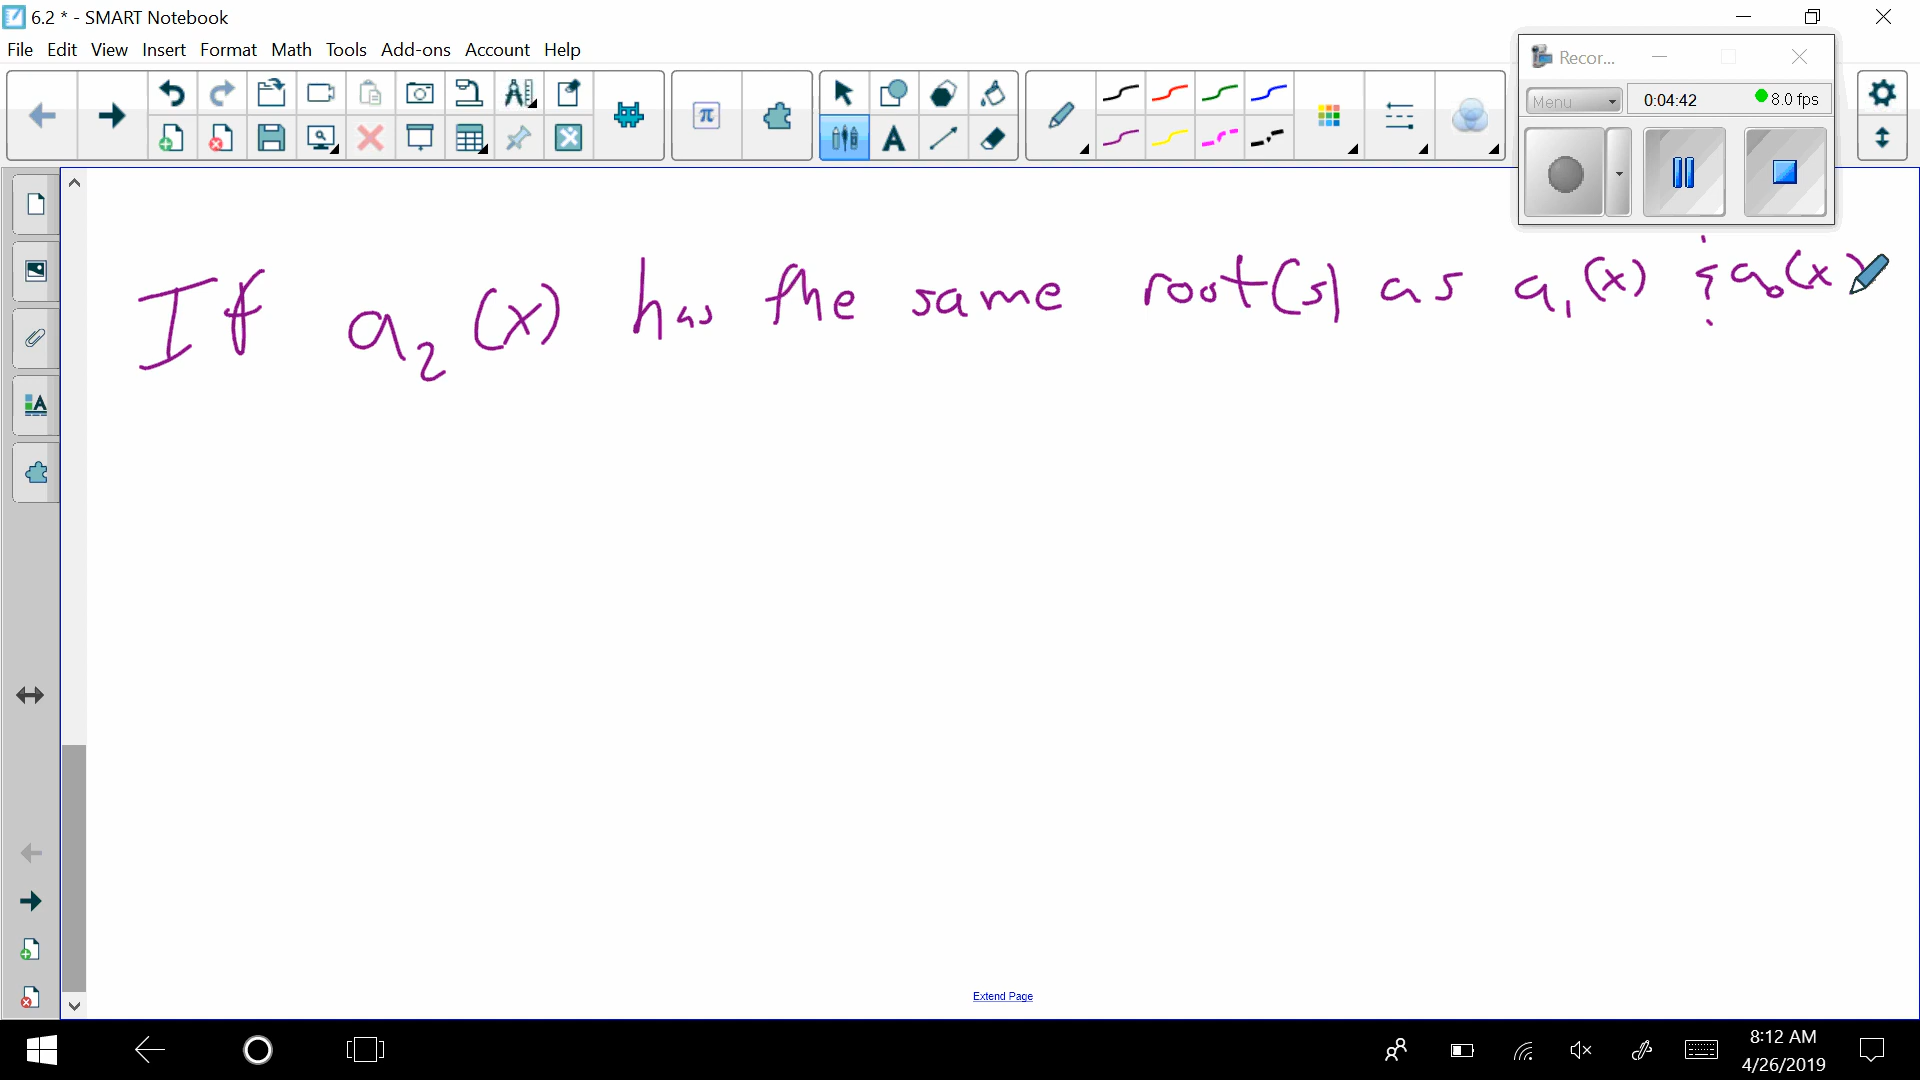 6.2 * - SMART Notebook
File Edit View Insert Format Math Tools Add-ons Account Help
Recor...
Menu 0:04:42 8.0 fps
π
A
A
If a₂(x) has the same root(s) as a₁(x) & a₀(x)
Extend Page
8:12 AM
4/26/2019